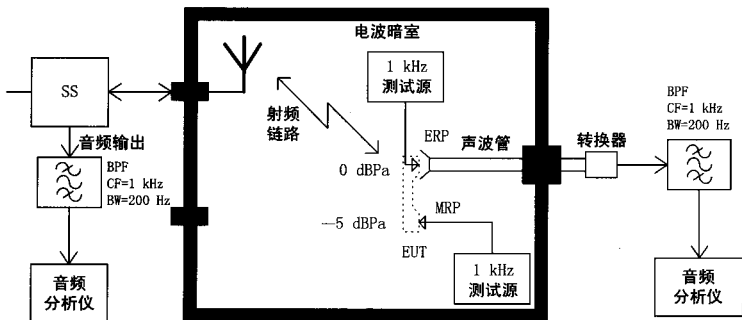 电波暗室
1 kHz
测试源
SS
射频
链路
音频输出
BPF
CF=1 kHz
BW=200 Hz
音频
分析仪
0 dBPa
ERP
声波管
转换器
BPF
CF=1 kHz
BW=200 Hz
—5 dBPa
MRP
EUT
1 kHz
测试源
音频
分析仪